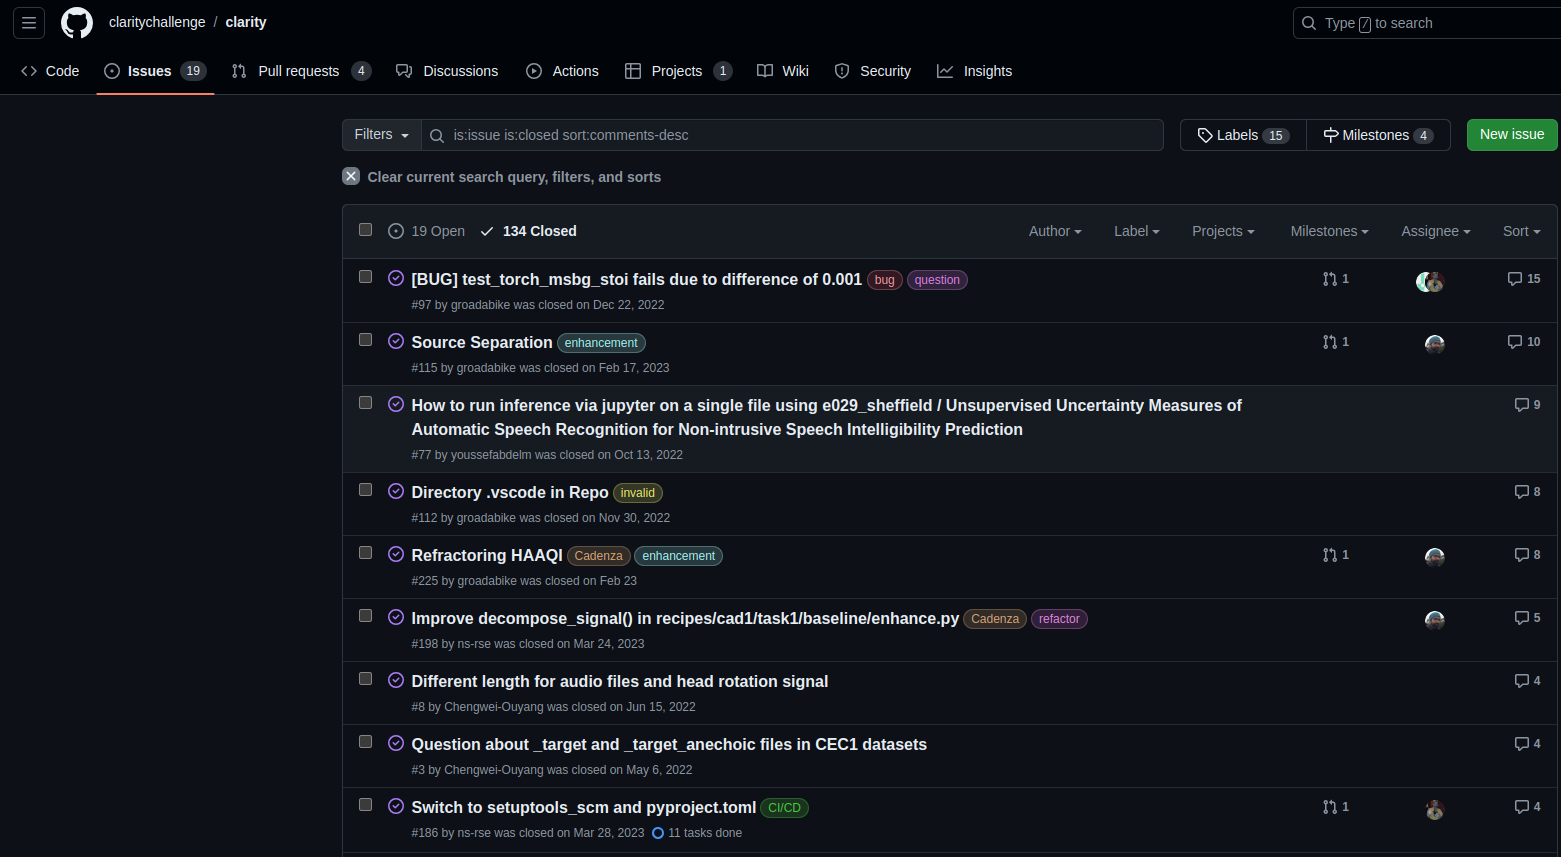 claritychallenge / clarity
Type / to search
Code
Issues 19
Pull requests 4
Discussions
Actions
Projects 1
Wiki
Security
Insights
Filters
is:issue is:closed sort:comments-desc
Labels 15
Milestones 4
New issue
Clear current search query, filters, and sorts
19 Open
134 Closed
Author
Label
Projects
Milestones
Assignee
Sort
[BUG] test_torch_msbg_stoi fails due to difference of 0.001 bug question
1
15
#97 by groadabike was closed on Dec 22, 2022
Source Separation enhancement
1
10
#115 by groadabike was closed on Feb 17, 2023
How to run inference via jupyter on a single file using e029_sheffield / Unsupervised Uncertainty Measures of
9
Automatic Speech Recognition for Non-intrusive Speech Intelligibility Prediction
#77 by youssefabdelm was closed on Oct 13, 2022
Directory .vscode in Repo invalid
8
#112 by groadabike was closed on Nov 30, 2022
Refractoring HAAQI Cadenza enhancement
1
8
#225 by groadabike was closed on Feb 23
Improve decompose_signal() in recipes/cad1/task1/baseline/enhance.py Cadenza refactor
5
#198 by ns-rse was closed on Mar 24, 2023
Different length for audio files and head rotation signal
4
#8 by Chengwei-Ouyang was closed on Jun 15, 2022
Question about _target and _target_anechoic files in CEC1 datasets
4
#3 by Chengwei-Ouyang was closed on May 6, 2022
Switch to setuptools_scm and pyproject.toml CI/CD
1
4
#186 by ns-rse was closed on Mar 28, 2023 11 tasks done